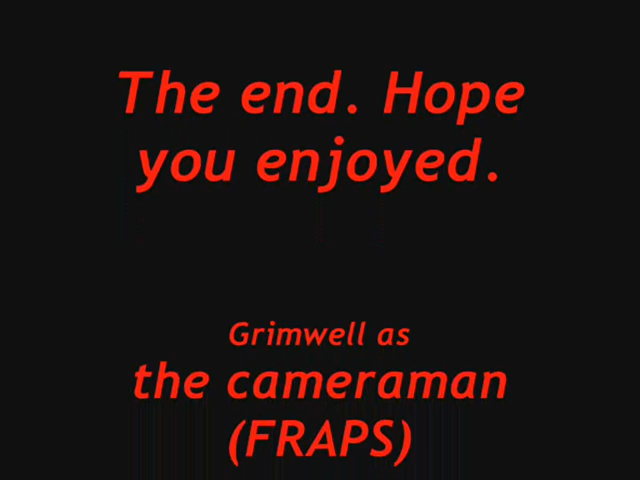 The end. Hope
you enjoyed.
Grimwell as
the cameraman
(FRAPS)